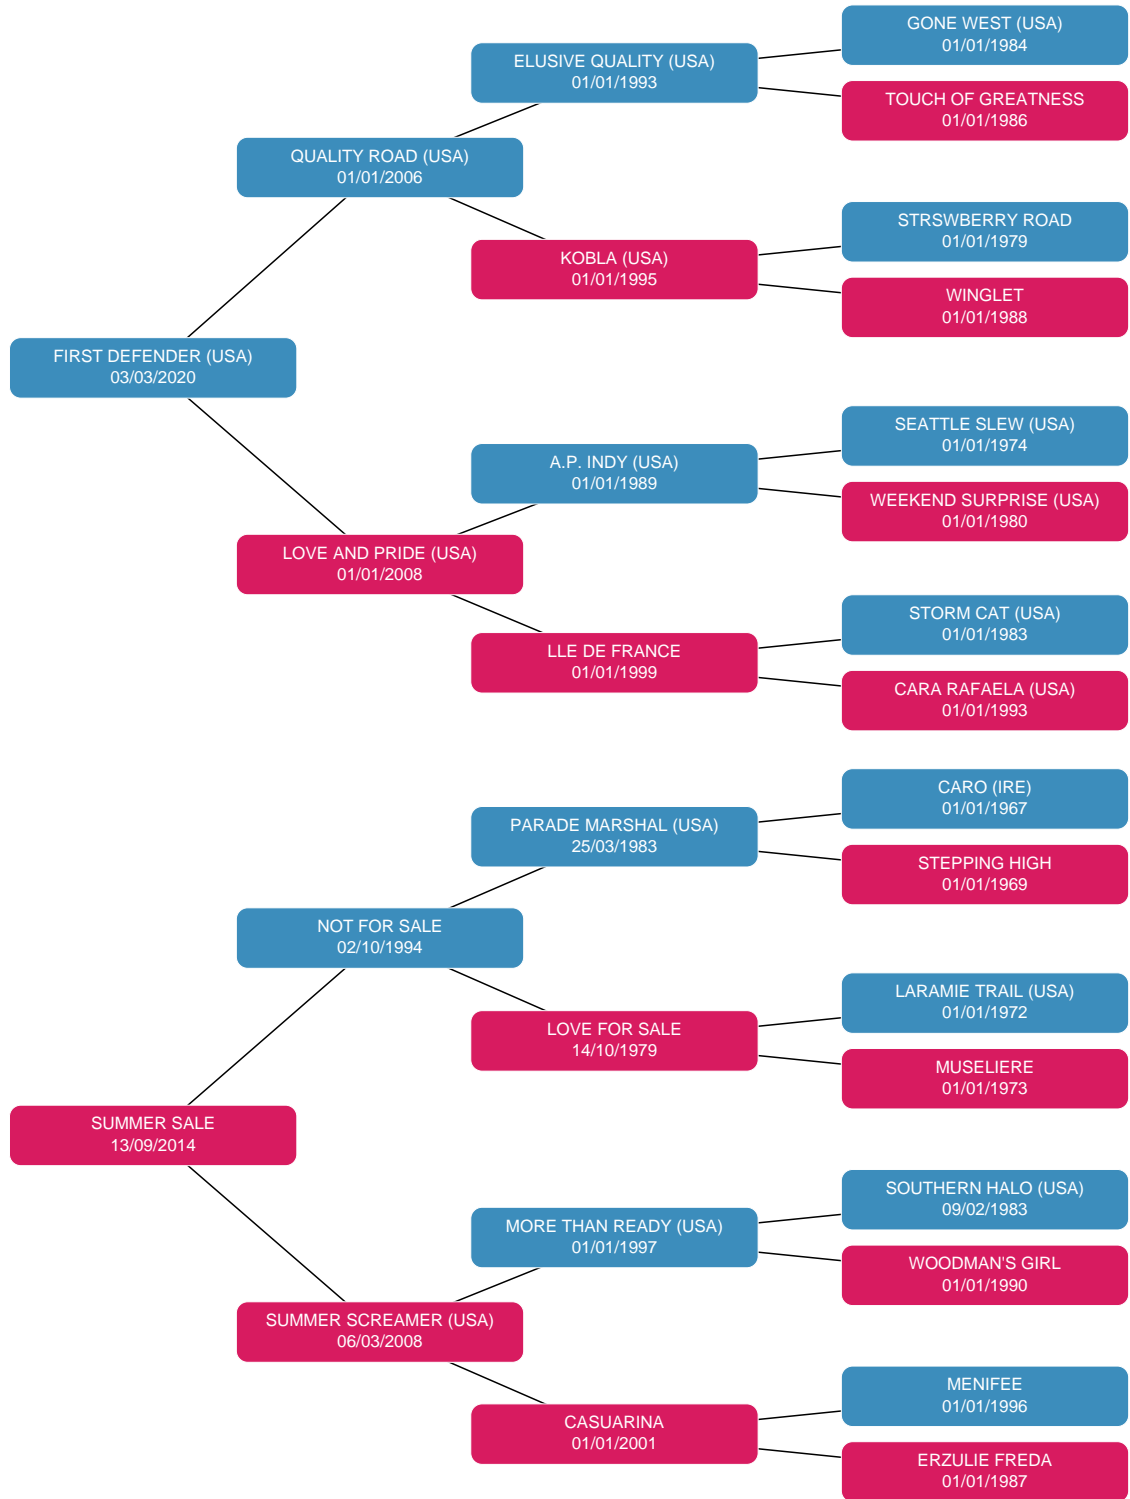 GONE WEST (USA)
01/01/1984
ELUSIVE QUALITY (USA)
01/01/1993
TOUCH OF GREATNESS
01/01/1986
QUALITY ROAD (USA)
01/01/2006
STRSWBERRY ROAD
01/01/1979
KOBLA (USA)
01/01/1995
WINGLET
01/01/1988
FIRST DEFENDER (USA)
03/03/2020
SEATTLE SLEW (USA)
01/01/1974
A.P. INDY (USA)
01/01/1989
WEEKEND SURPRISE (USA)
01/01/1980
LOVE AND PRIDE (USA)
01/01/2008
STORM CAT (USA)
01/01/1983
LLE DE FRANCE
01/01/1999
CARA RAFAELA (USA)
01/01/1993
CARO (IRE)
01/01/1967
PARADE MARSHAL (USA)
25/03/1983
STEPPING HIGH
01/01/1969
NOT FOR SALE
02/10/1994
LARAMIE TRAIL (USA)
01/01/1972
LOVE FOR SALE
14/10/1979
MUSELIERE
01/01/1973
SUMMER SALE
13/09/2014
SOUTHERN HALO (USA)
09/02/1983
MORE THAN READY (USA)
01/01/1997
WOODMAN'S GIRL
01/01/1990
SUMMER SCREAMER (USA)
06/03/2008
MENIFEE
01/01/1996
CASUARINA
01/01/2001
ERZULIE FREDA
01/01/1987